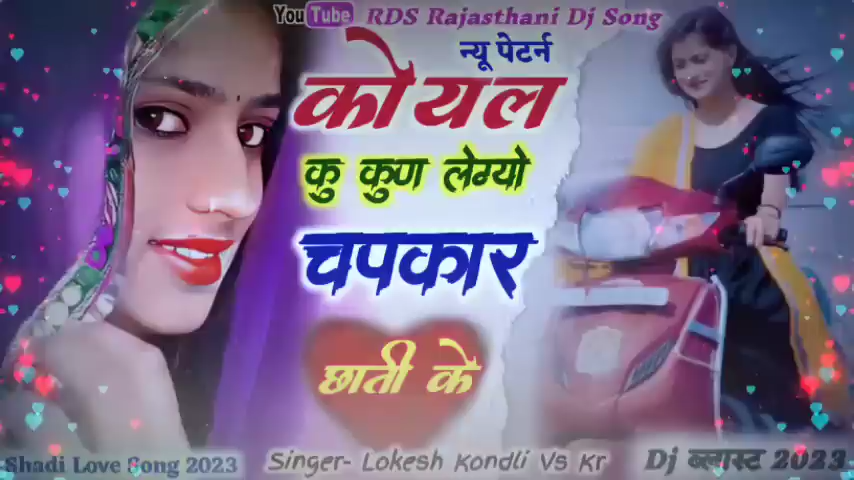 YouTube RDS Rajasthani Dj Song
न्यू पेटर्न
कोयल
कु कुण लेग्यो
चपकार
छाती के
Shadi Love Song 2023 Singer- Lokesh Kondli Vs Kr Dj ब्लास्ट 2023